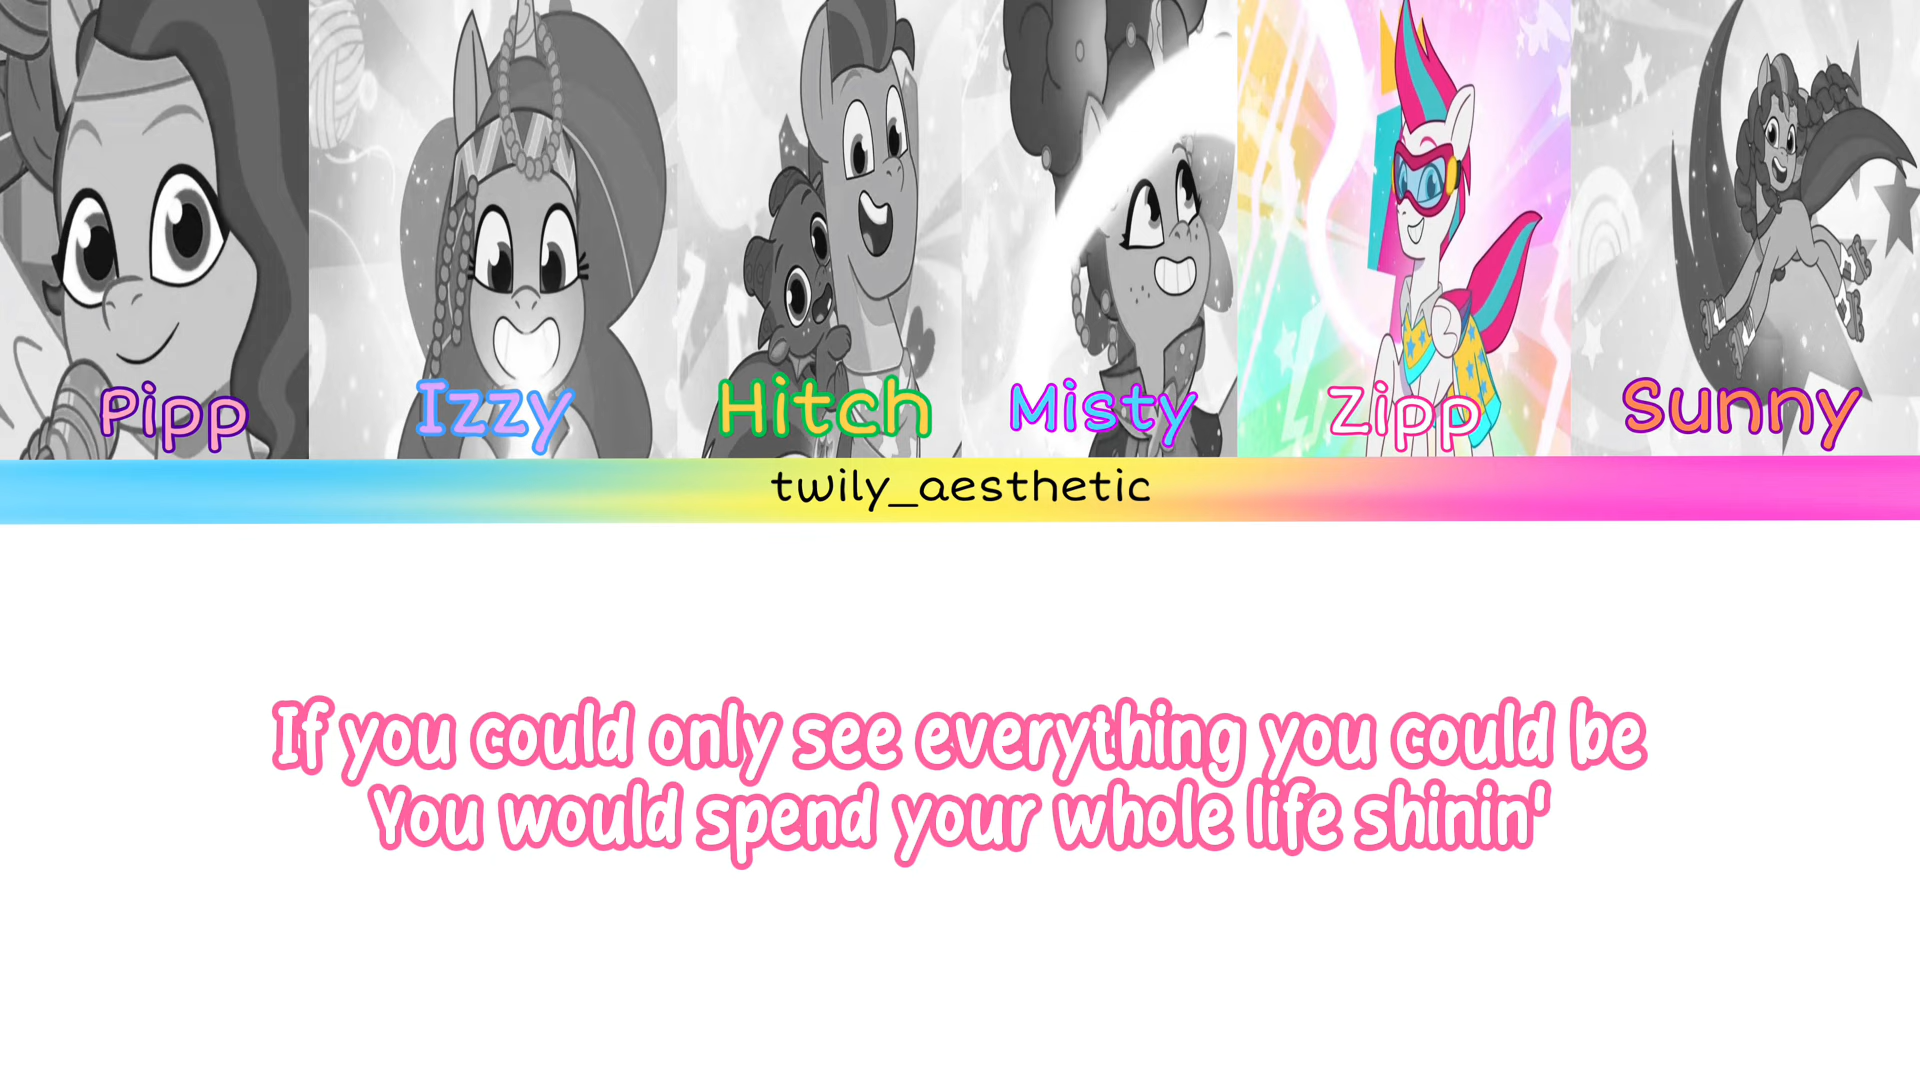 Pipp
Izzy
Hitch
Misty
Zipp
Sunny
twily_aesthetic
If you could only see everything you could be
You would spend your whole life shinin'